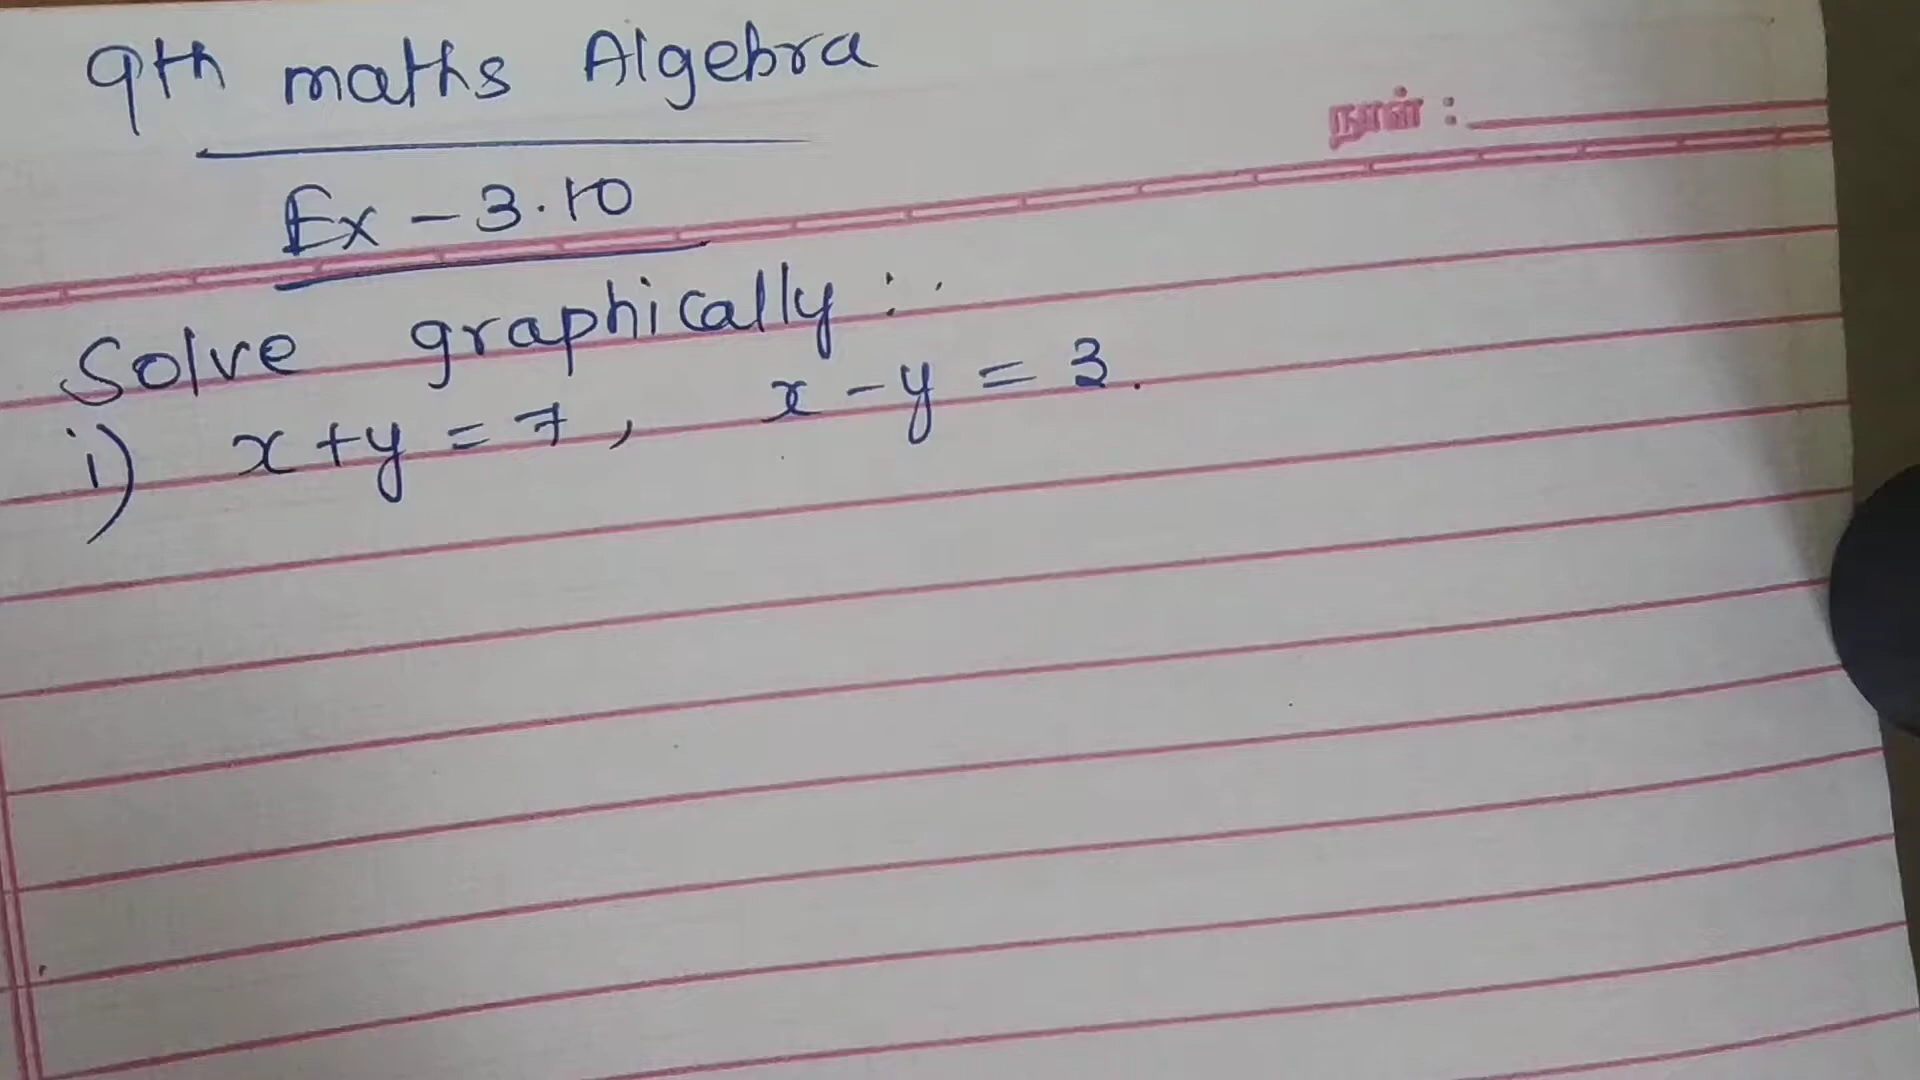 9th maths Algebra
நாள் :
Ex - 3.10
Solve graphically :
i) x + y = 7 , x - y = 3.